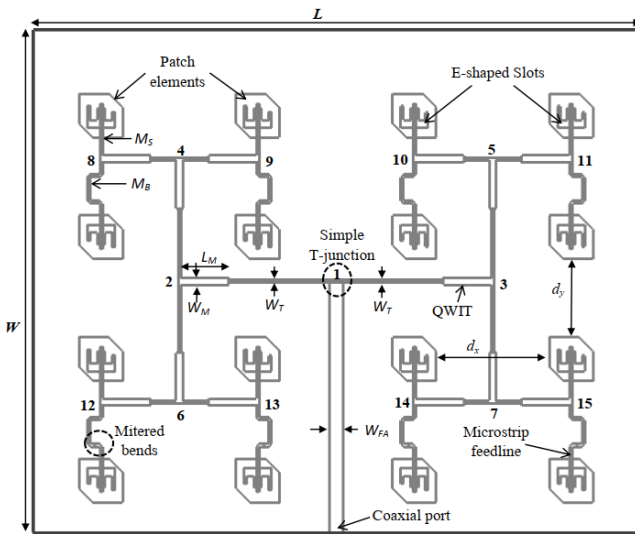 L
Patch
elements
E-shaped Slots
M_S
4
5
8
9
10
11
M_B
Simple
T-junction
L_M
2
1
3
W_M
W_T
W_T
QWIT
d_y
W
d_x
12
13
14
15
6
7
Mitered
bends
W_FA
Microstrip
feedline
Coaxial port